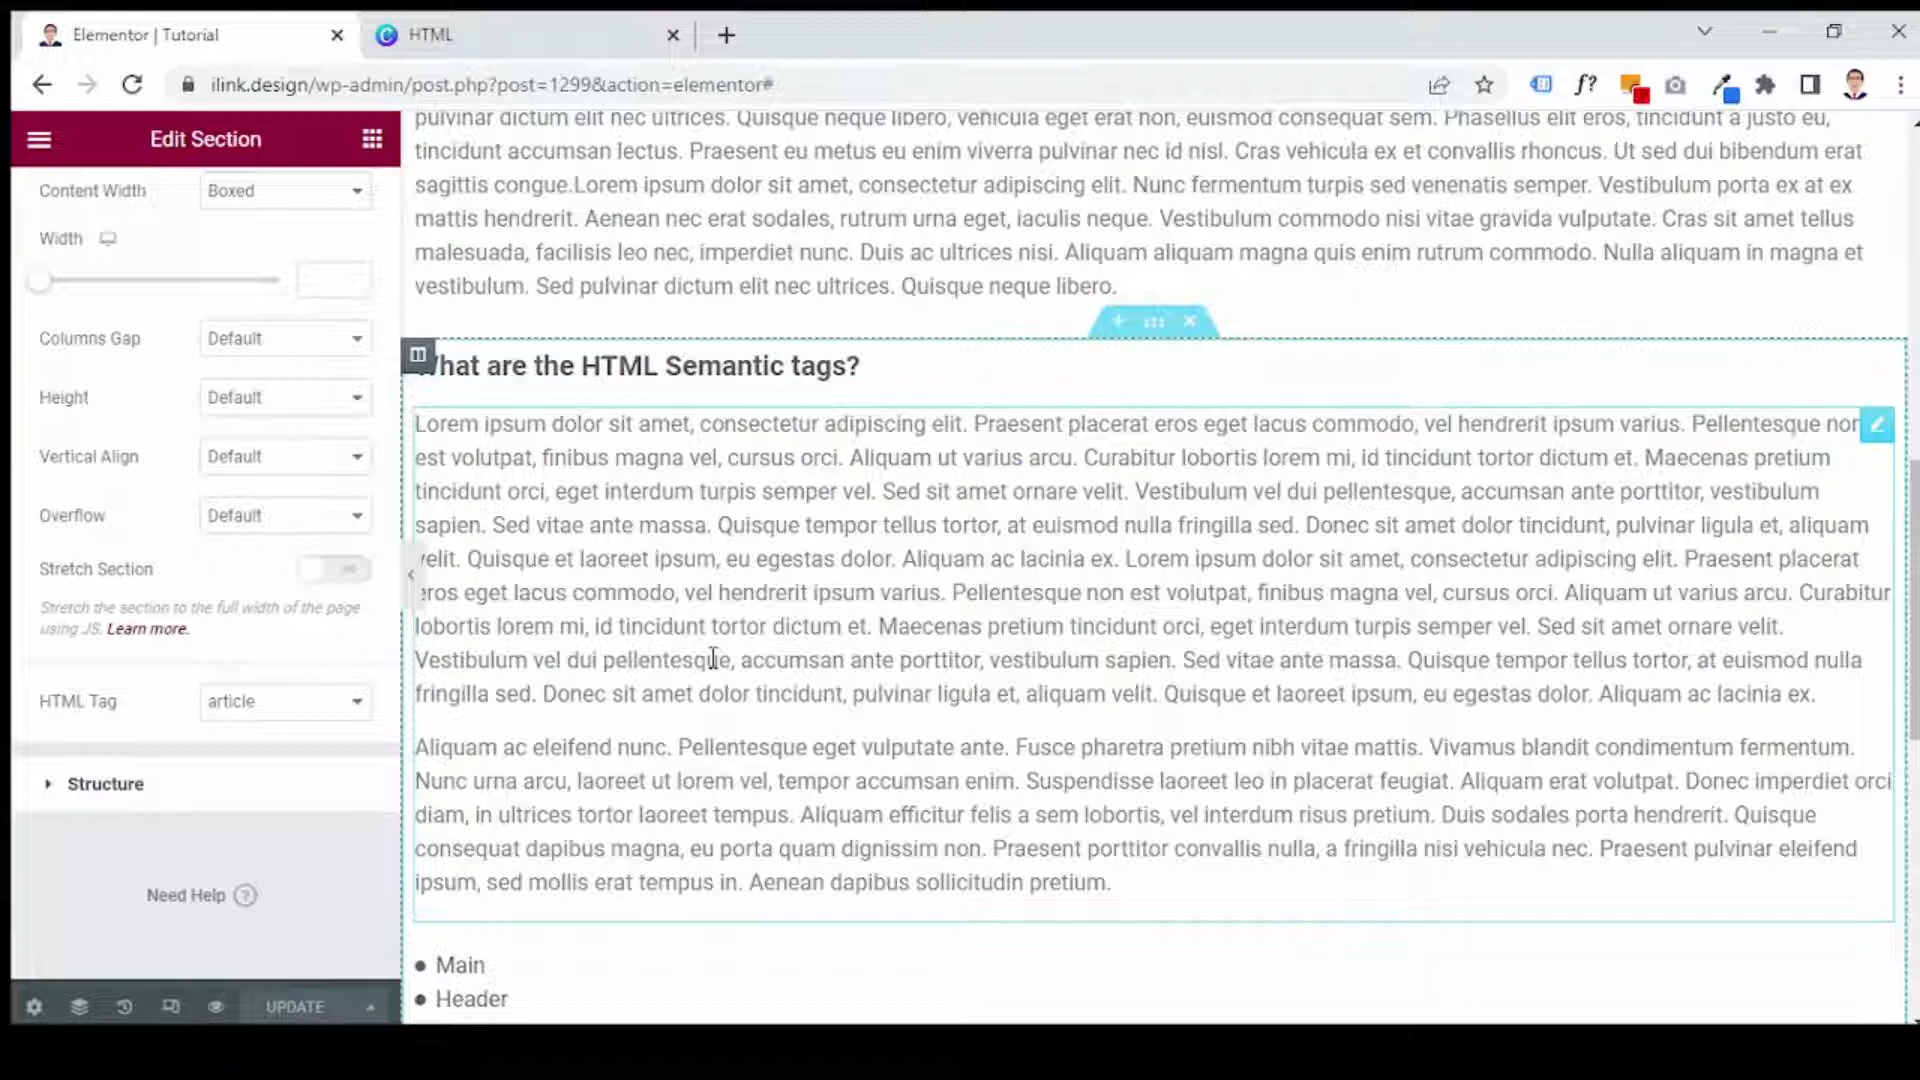 Elementor | Tutorial
HTML
ilink.design/wp-admin/post.php?post=1299&action=elementor#
f?
Edit Section
Content Width
Boxed
Width
Columns Gap
Default
Height
Default
Vertical Align
Default
Overflow
Default
Stretch Section
Stretch the section to the full width of the page
using JS. Learn more.
HTML Tag
article
Structure
Need Help
UPDATE
pulvinar dictum elit nec ultrices. Quisque neque libero, vehicula eget erat non, euismod consequat sem. Phasellus elit eros, tincidunt a justo eu,
tincidunt accumsan lectus. Praesent eu metus eu enim viverra pulvinar nec id nisl. Cras vehicula ex et convallis rhoncus. Ut sed dui bibendum erat
sagittis congue.Lorem ipsum dolor sit amet, consectetur adipiscing elit. Nunc fermentum turpis sed venenatis semper. Vestibulum porta ex at ex
mattis hendrerit. Aenean nec erat sodales, rutrum urna eget, iaculis neque. Vestibulum commodo nisi vitae gravida vulputate. Cras sit amet tellus
malesuada, facilisis leo nec, imperdiet nunc. Duis ac ultrices nisi. Aliquam aliquam magna quis enim rutrum commodo. Nulla aliquam in magna et
vestibulum. Sed pulvinar dictum elit nec ultrices. Quisque neque libero.
What are the HTML Semantic tags?
Lorem ipsum dolor sit amet, consectetur adipiscing elit. Praesent placerat eros eget lacus commodo, vel hendrerit ipsum varius. Pellentesque non
est volutpat, finibus magna vel, cursus orci. Aliquam ut varius arcu. Curabitur lobortis lorem mi, id tincidunt tortor dictum et. Maecenas pretium
tincidunt orci, eget interdum turpis semper vel. Sed sit amet ornare velit. Vestibulum vel dui pellentesque, accumsan ante porttitor, vestibulum
sapien. Sed vitae ante massa. Quisque tempor tellus tortor, at euismod nulla fringilla sed. Donec sit amet dolor tincidunt, pulvinar ligula et, aliquam
velit. Quisque et laoreet ipsum, eu egestas dolor. Aliquam ac lacinia ex. Lorem ipsum dolor sit amet, consectetur adipiscing elit. Praesent placerat
eros eget lacus commodo, vel hendrerit ipsum varius. Pellentesque non est volutpat, finibus magna vel, cursus orci. Aliquam ut varius arcu. Curabitur
lobortis lorem mi, id tincidunt tortor dictum et. Maecenas pretium tincidunt orci, eget interdum turpis semper vel. Sed sit amet ornare velit.
Vestibulum vel dui pellentesque, accumsan ante porttitor, vestibulum sapien. Sed vitae ante massa. Quisque tempor tellus tortor, at euismod nulla
fringilla sed. Donec sit amet dolor tincidunt, pulvinar ligula et, aliquam velit. Quisque et laoreet ipsum, eu egestas dolor. Aliquam ac lacinia ex.
Aliquam ac eleifend nunc. Pellentesque eget vulputate ante. Fusce pharetra pretium nibh vitae mattis. Vivamus blandit condimentum fermentum.
Nunc urna arcu, laoreet ut lorem vel, tempor accumsan enim. Suspendisse laoreet leo in placerat feugiat. Aliquam erat volutpat. Donec imperdiet orci
diam, in ultrices tortor laoreet tempus. Aliquam efficitur felis a sem lobortis, vel interdum risus pretium. Duis sodales porta hendrerit. Quisque
consequat dapibus magna, eu porta quam dignissim non. Praesent porttitor convallis nulla, a fringilla nisi vehicula nec. Praesent pulvinar eleifend
ipsum, sed mollis erat tempus in. Aenean dapibus sollicitudin pretium.
Main
Header